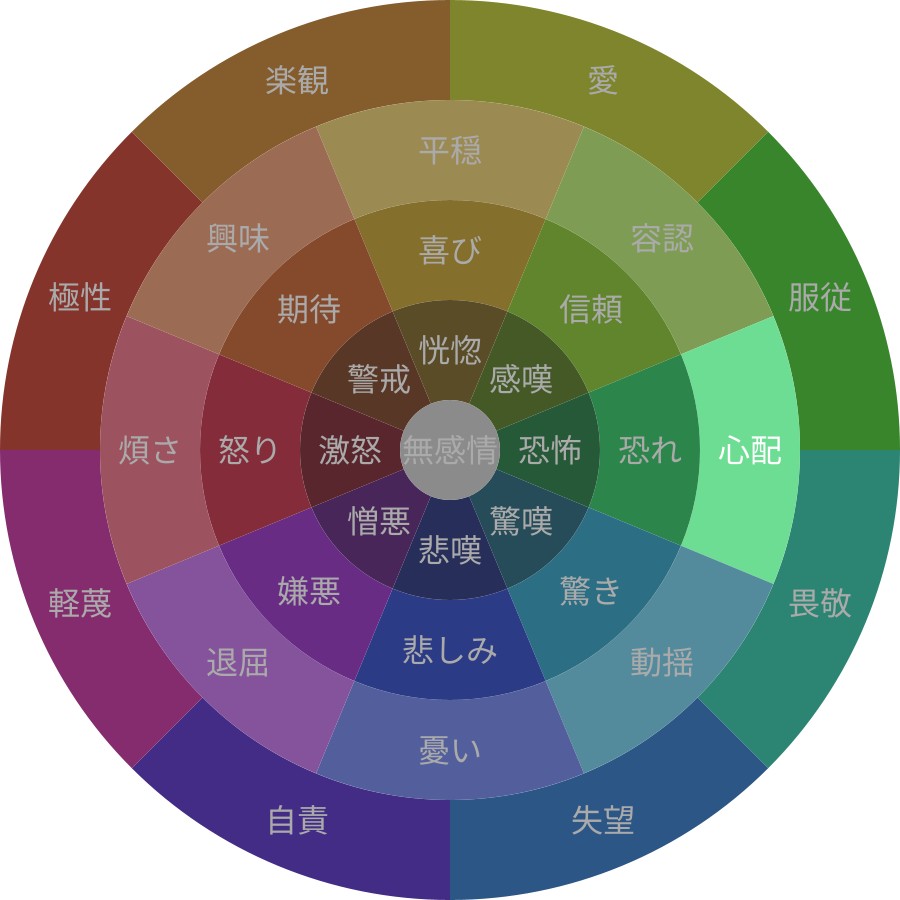 楽観
愛
平穏
興味
容認
喜び
極性
期待
信頼
服従
恍惚
警戒
感嘆
煩さ
怒り
激怒
無感情
恐怖
恐れ
心配
憎悪
驚嘆
悲嘆
軽蔑
嫌悪
驚き
畏敬
退屈
悲しみ
動揺
憂い
自責
失望